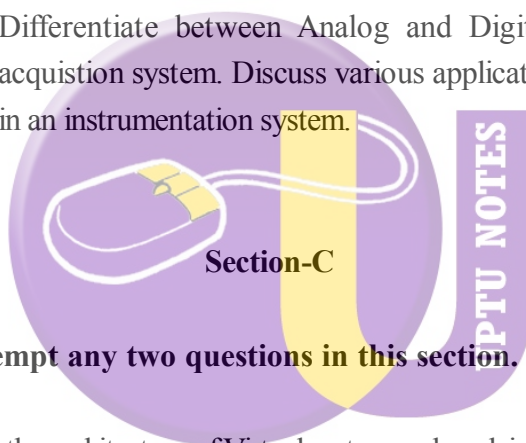 Differentiate between Analog and Digit
acquistion system. Discuss various applicat
in an instrumentation system.
Section-C
empt any two questions in this section.
UPTU NOTES